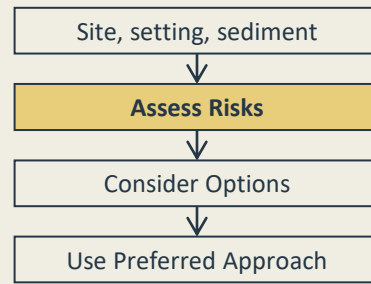 Site, setting, sediment
Assess Risks
Consider Options
Use Preferred Approach